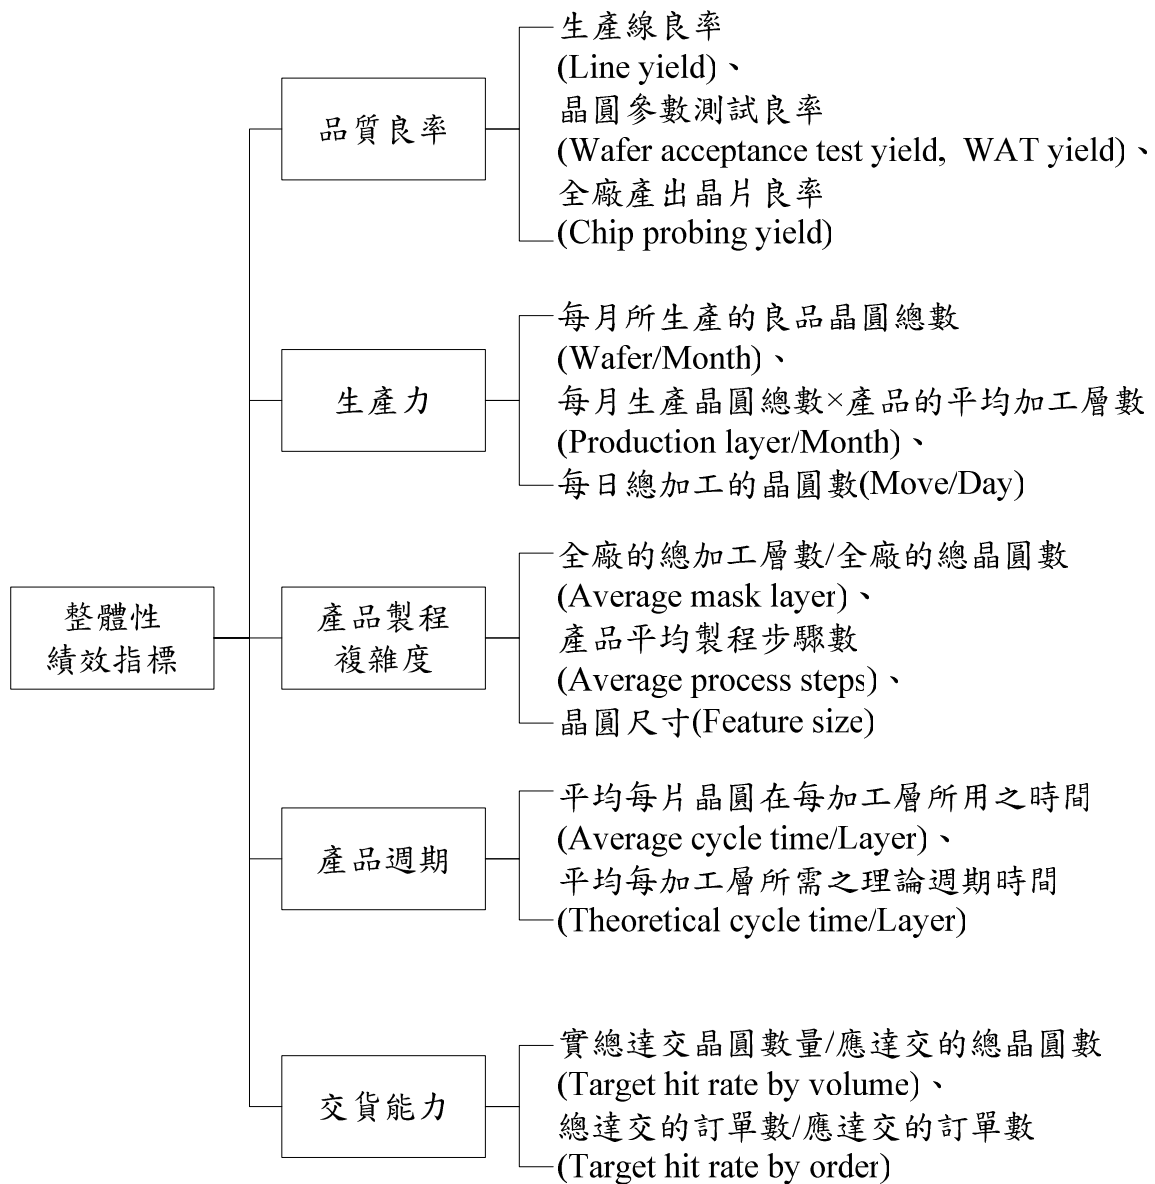 整體性
績效指標
品質良率
生產線良率
(Line yield)、
晶圓參數測試良率
(Wafer acceptance test yield, WAT yield)、
全廠產出晶片良率
(Chip probing yield)
生產力
每月所生產的良品晶圓總數
(Wafer/Month)、
每月生產晶圓總數×產品的平均加工層數
(Production layer/Month)、
每日總加工的晶圓數(Move/Day)
產品製程
複雜度
全廠的總加工層數/全廠的總晶圓數
(Average mask layer)、
產品平均製程步驟數
(Average process steps)、
晶圓尺寸(Feature size)
產品週期
平均每片晶圓在每加工層所用之時間
(Average cycle time/Layer)、
平均每加工層所需之理論週期時間
(Theoretical cycle time/Layer)
交貨能力
實總達交晶圓數量/應達交的總晶圓數
(Target hit rate by volume)、
總達交的訂單數/應達交的訂單數
(Target hit rate by order)